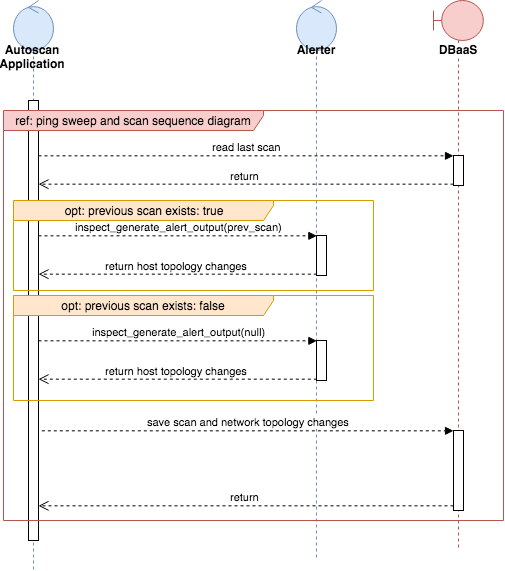 Autoscan
Application
Alerter
DBaaS
ref: ping sweep and scan sequence diagram
read last scan
return
opt: previous scan exists: true
inspect_generate_alert_output(prev_scan)
return host topology changes
opt: previous scan exists: false
inspect_generate_alert_output(null)
return host topology changes
save scan and network topology changes
return